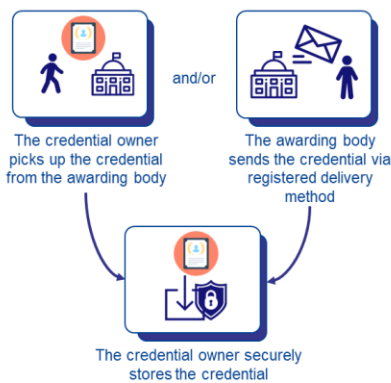 and/or
The credential owner
picks up the credential
from the awarding body
The awarding body
sends the credential via
registered delivery
method
The credential owner securely
stores the credential